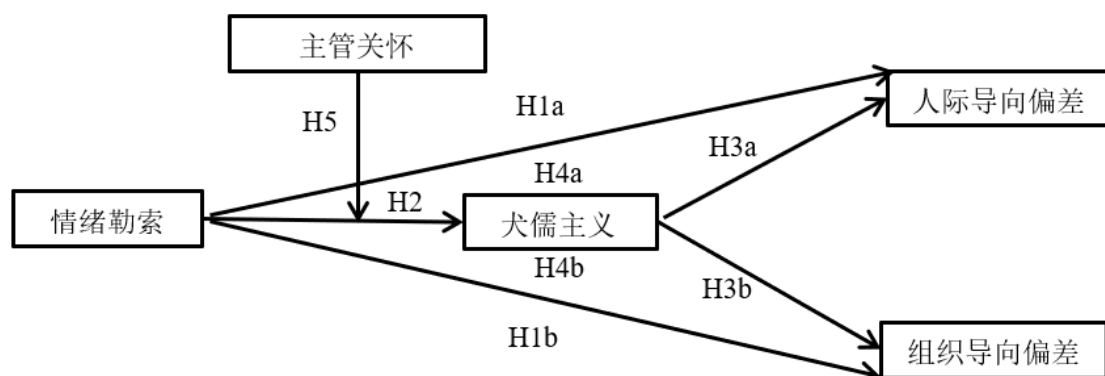 主管关怀
H5
H1a
人际导向偏差
H3a
H4a
情绪勒索
H2
犬儒主义
H4b
H3b
H1b
组织导向偏差